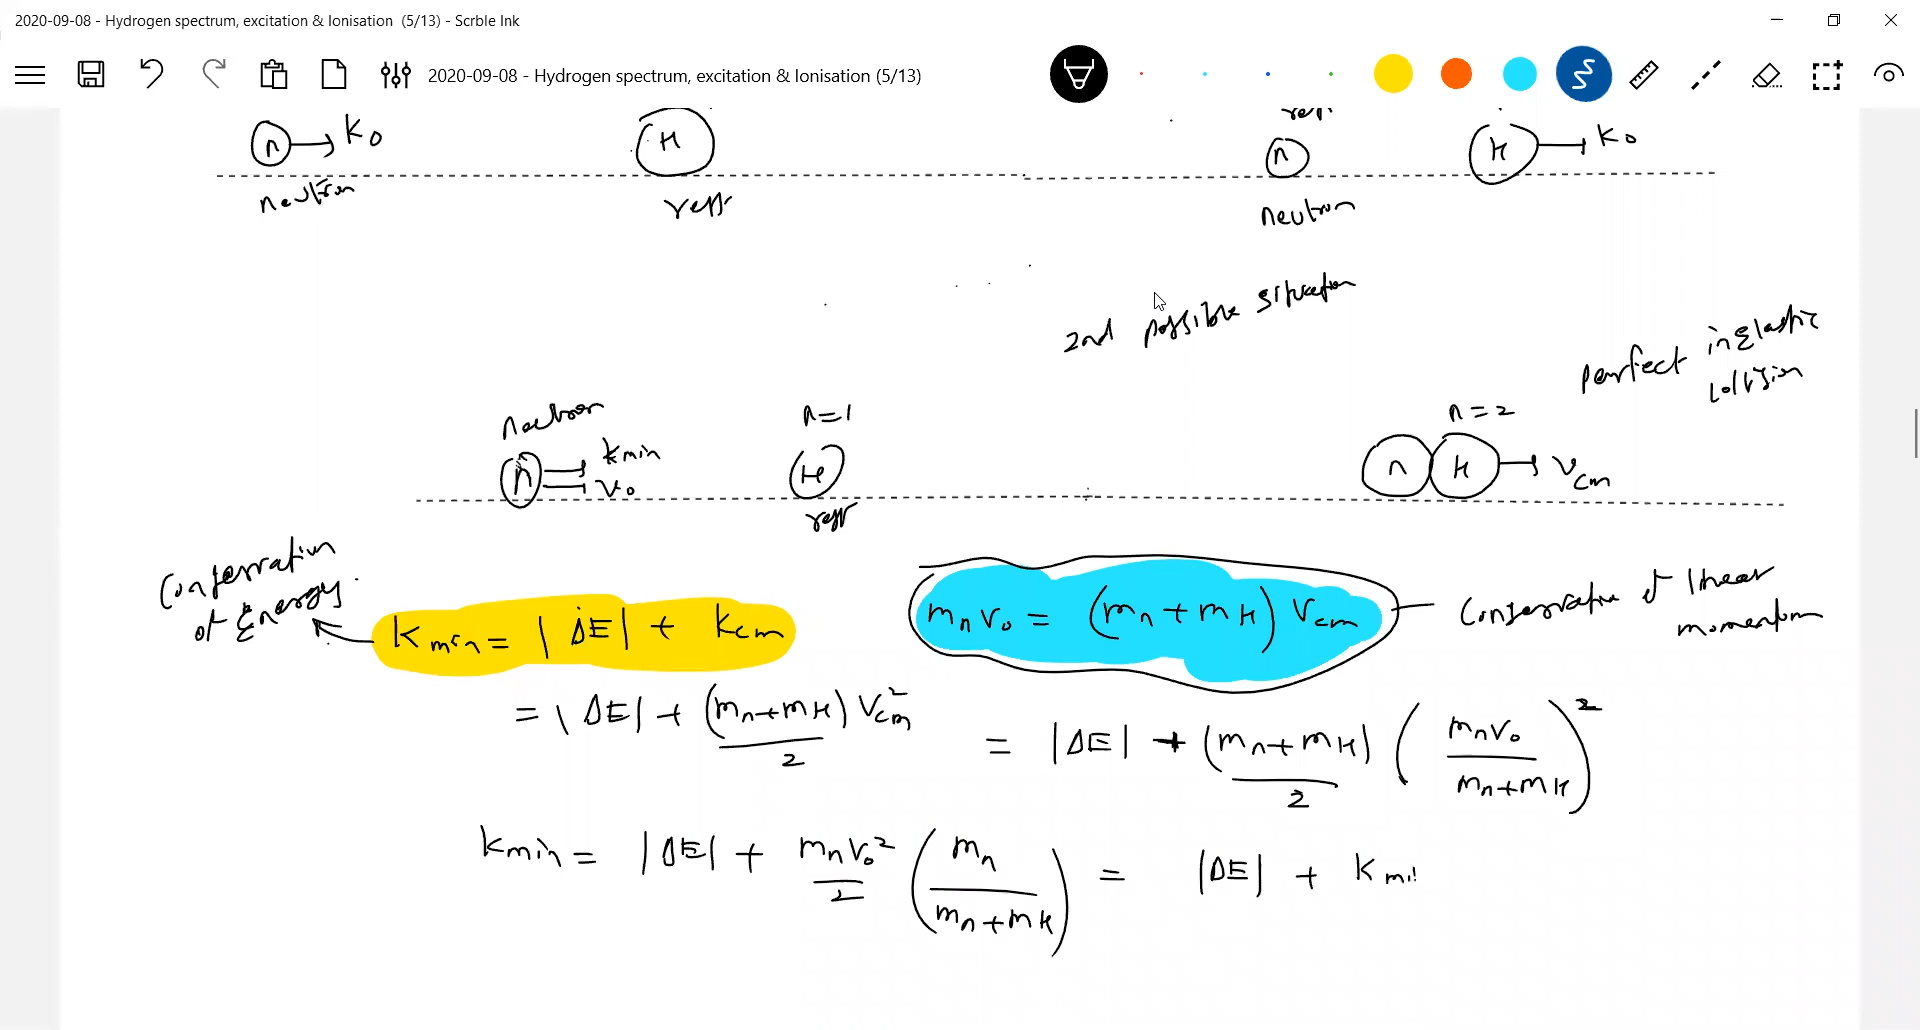 2020-09-08 - Hydrogen spectrum, excitation & Ionisation (5/13) - Scrble Ink
2020-09-08 - Hydrogen spectrum, excitation & Ionisation (5/13)
n → K₀
H
rest
n
H → K₀
neutron
rest
neutron
2nd possible situation
perfect inelastic
collision
neutron
n=1
n=2
n
kmin
v₀
H
n H → Vcm
rest
Conservation
of Energy
Kmin = |ΔE| + Kcm
mₙv₀ = (mₙ+mH) Vcm
Conservation of linear
momentum
= |ΔE| + (mₙ+mH)/2 Vcm²
= |ΔE| + (mₙ+mH)/2 (mₙv₀/(mₙ+mH))²
Kmin = |ΔE| + mₙv₀²/2 (mₙ/(mₙ+mH)) = |ΔE| + Kmi